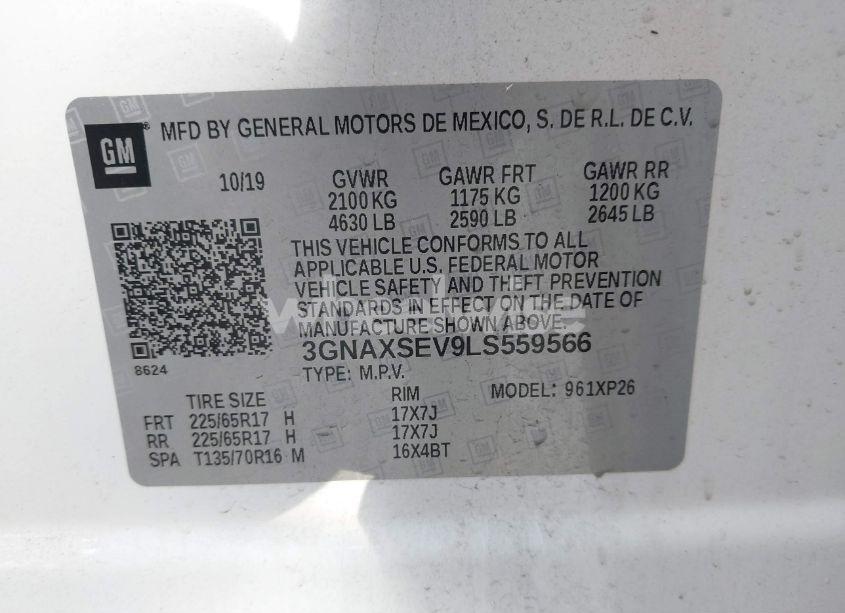 GM
MFD BY GENERAL MOTORS DE MEXICO, S. DE R.L. DE C.V.
10/19 GVWR GAWR FRT GAWR RR
2100 KG 1175 KG 1200 KG
4630 LB 2590 LB 2645 LB
THIS VEHICLE CONFORMS TO ALL
APPLICABLE U.S. FEDERAL MOTOR
VEHICLE SAFETY AND THEFT PREVENTION
STANDARDS IN EFFECT ON THE DATE OF
MANUFACTURE SHOWN ABOVE.
8624
3GNAXSEV9LS559566
TYPE: M.P.V.
TIRE SIZE RIM MODEL: 961XP26
FRT 225/65R17 H 17X7J
RR 225/65R17 H 17X7J
SPA T135/70R16 M 16X4BT